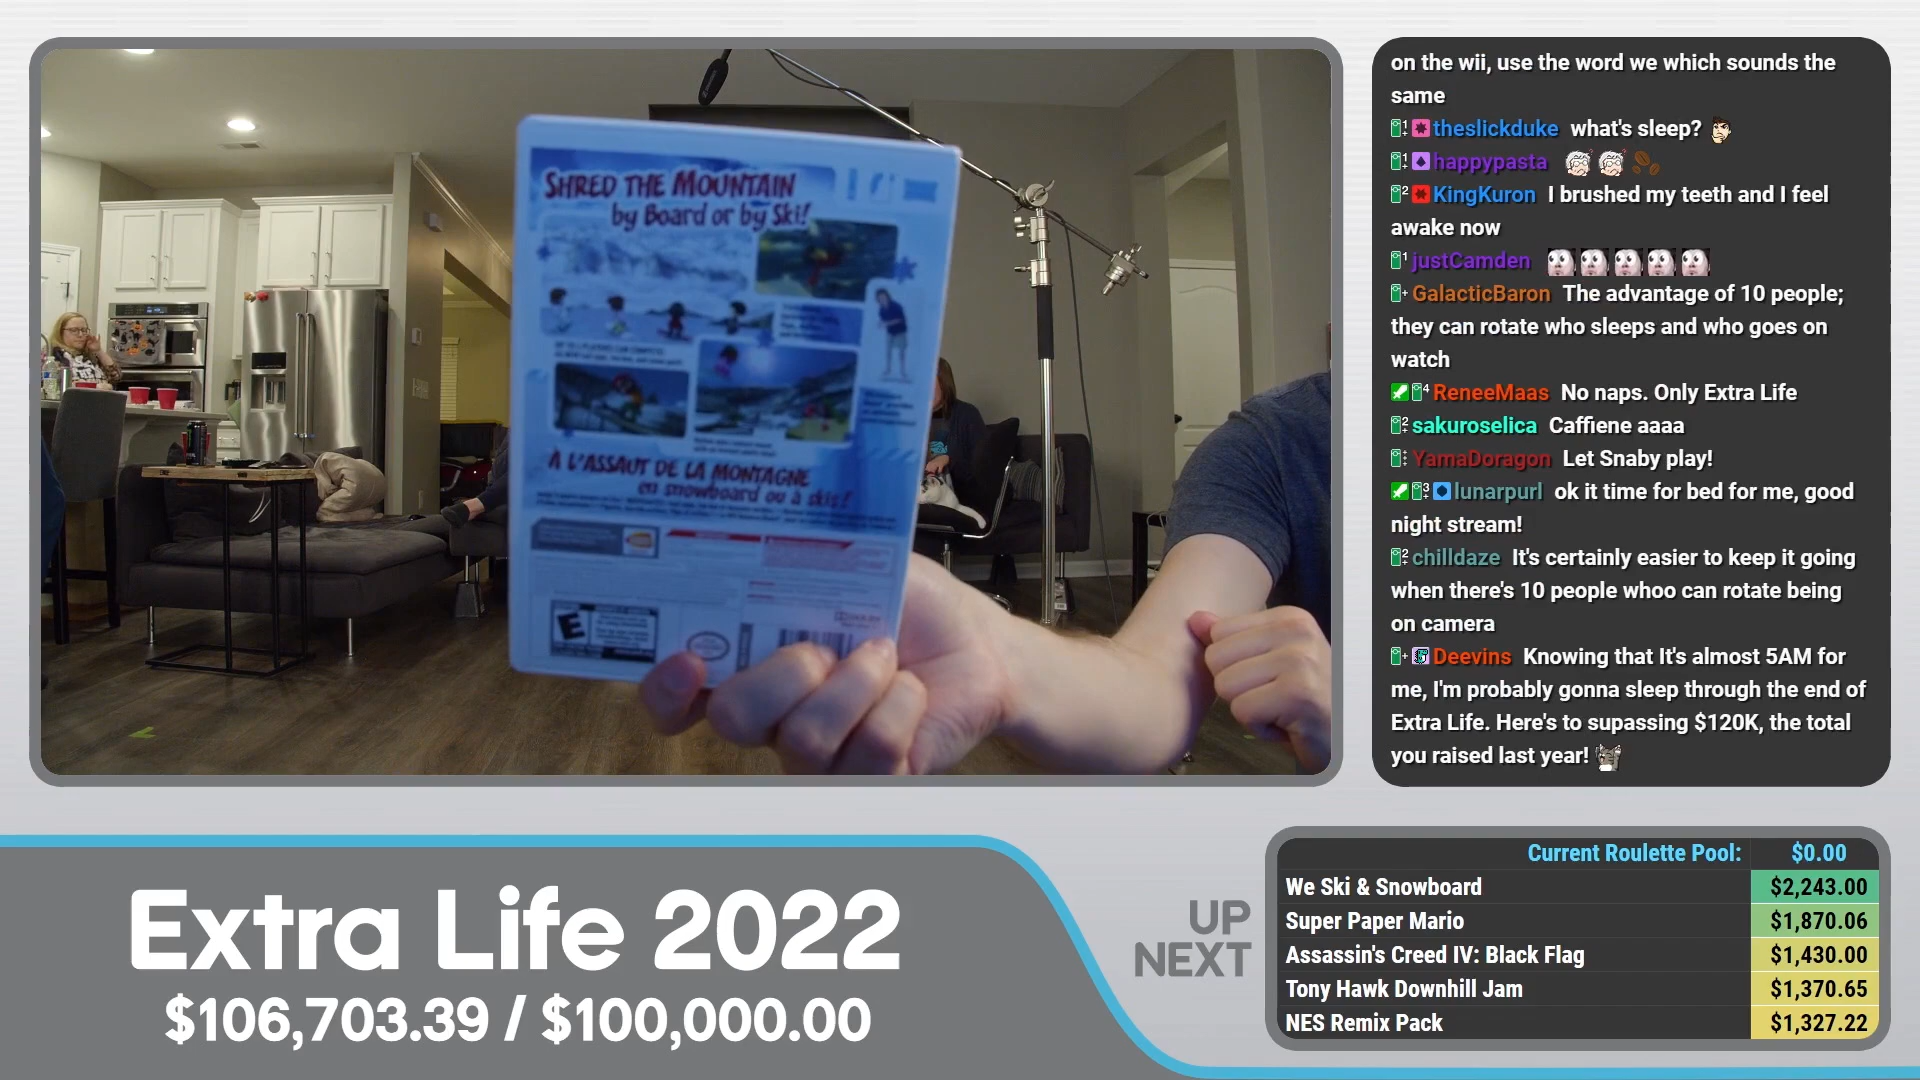 SHRED THE MOUNTAIN
by Board or by Ski!
À L'ASSAUT DE LA MONTAGNE
en snowboard ou à skis!
E
on the wii, use the word we which sounds the
same
theslickduke what's sleep?
happypasta
KingKuron I brushed my teeth and I feel
awake now
justCamden
GalacticBaron The advantage of 10 people;
they can rotate who sleeps and who goes on
watch
ReneeMaas No naps. Only Extra Life
sakuroselica Caffiene aaaa
YamaDoragon Let Snaby play!
lunarpurl ok it time for bed for me, good
night stream!
chilldaze It's certainly easier to keep it going
when there's 10 people whoo can rotate being
on camera
Deevins Knowing that It's almost 5AM for
me, I'm probably gonna sleep through the end of
Extra Life. Here's to supassing $120K, the total
you raised last year!
Extra Life 2022
$106,703.39 / $100,000.00
UP
NEXT
Current Roulette Pool: $0.00
We Ski & Snowboard $2,243.00
Super Paper Mario $1,870.06
Assassin's Creed IV: Black Flag $1,430.00
Tony Hawk Downhill Jam $1,370.65
NES Remix Pack $1,327.22